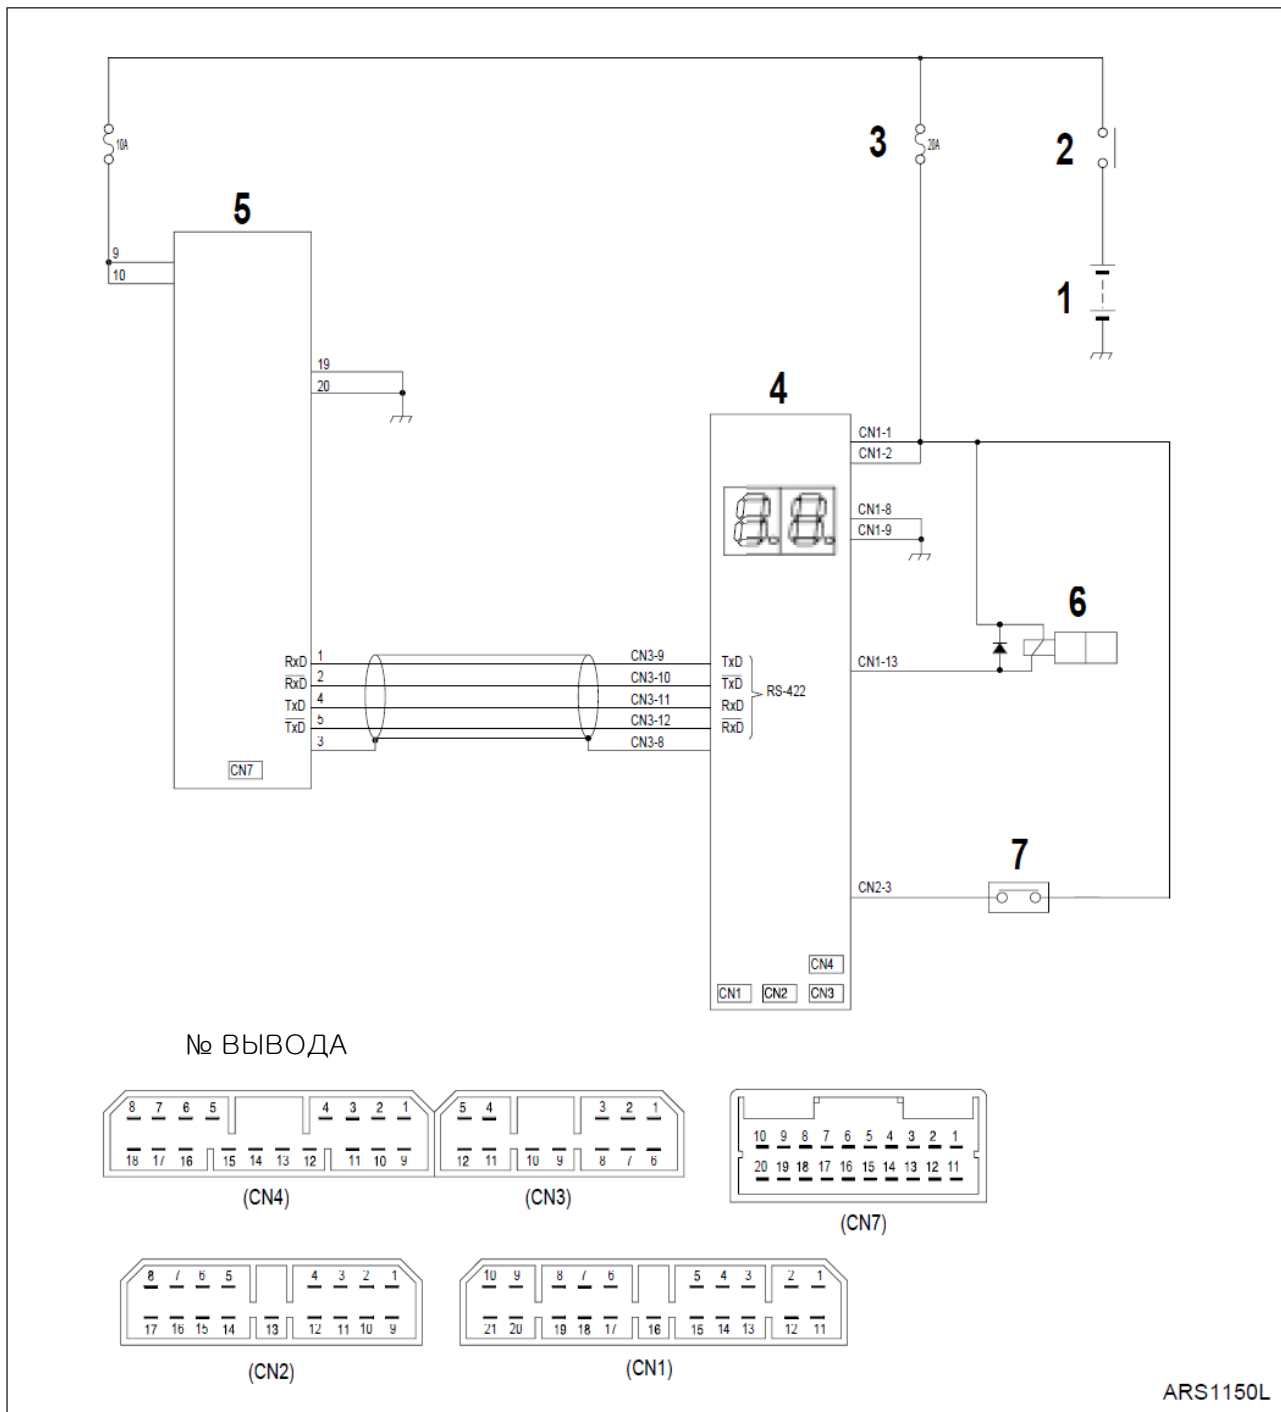 10A
3
20A
2
5
9
10
1
19
20
4
CN1-1
CN1-2
CN1-8
CN1-9
6
RxD 1 CN3-9 TxD
RxD 2 CN3-10 TxD
TxD 4 CN3-11 RxD
TxD 5 CN3-12 RxD
3 CN3-8
RS-422
CN1-13
CN7
7
CN2-3
CN4
CN1 CN2 CN3
№ ВЫВОДА
8 7 6 5 4 3 2 1
18 17 16 15 14 13 12 11 10 9
(CN4)
5 4 3 2 1
12 11 10 9 8 7 6
(CN3)
10 9 8 7 6 5 4 3 2 1
20 19 18 17 16 15 14 13 12 11
(CN7)
8 7 6 5 4 3 2 1
17 16 15 14 13 12 11 10 9
(CN2)
10 9 8 7 6 5 4 3 2 1
21 20 19 18 17 16 15 14 13 12 11
(CN1)
ARS1150L